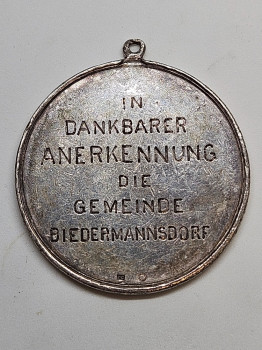 IN
DANKBARER
ANERKENNUNG
DIE
GEMEINDE
BIEDERMANNSDORF